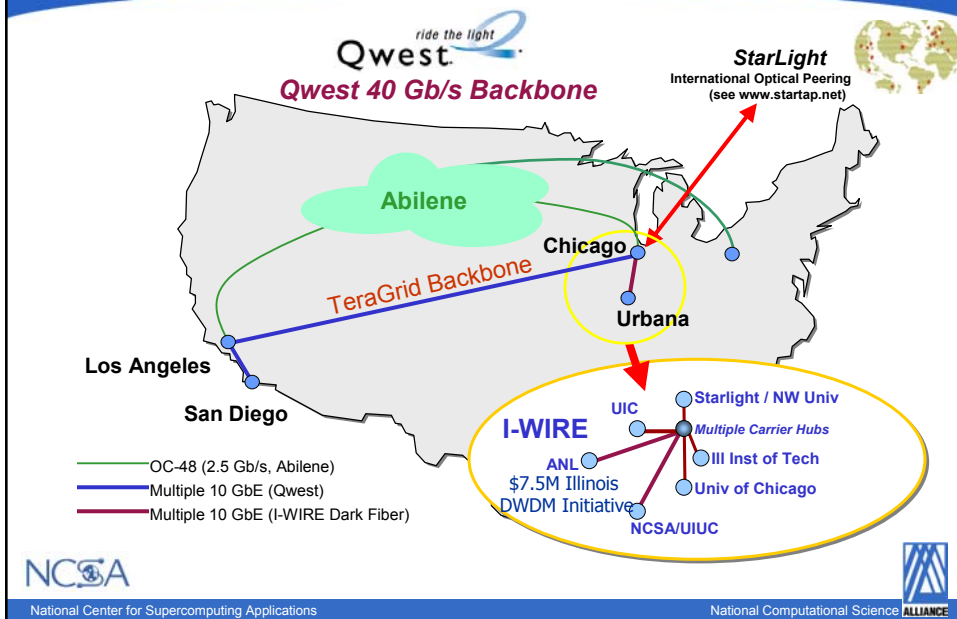 ride the light
Qwest.
Qwest 40 Gb/s Backbone
StarLight
International Optical Peering
(see www.startap.net)
Abilene
Chicago
TeraGrid Backbone
Urbana
Los Angeles
San Diego
I-WIRE
UIC
Starlight / NW Univ
Multiple Carrier Hubs
Ill Inst of Tech
ANL
Univ of Chicago
$7.5M Illinois
DWDM Initiative
NCSA/UIUC
OC-48 (2.5 Gb/s, Abilene)
Multiple 10 GbE (Qwest)
Multiple 10 GbE (I-WIRE Dark Fiber)
NCSA
National Center for Supercomputing Applications
National Computational Science
ALLIANCE